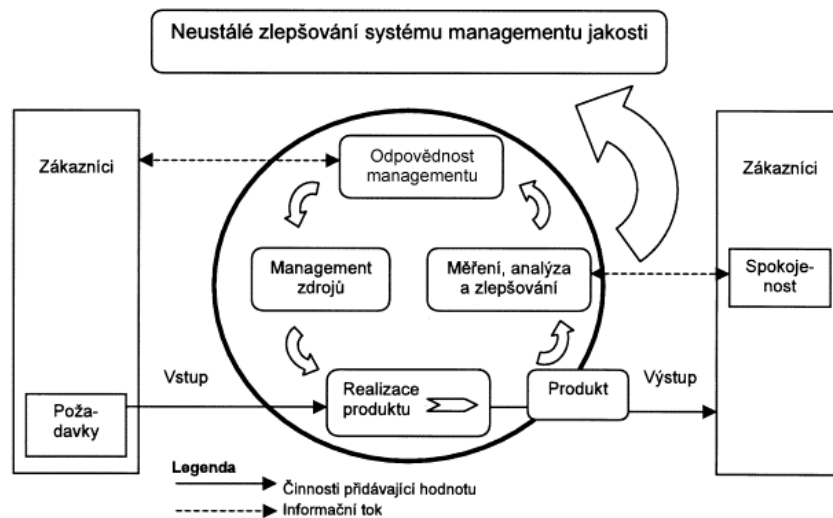 Neustálé zlepšování systému managementu jakosti
Zákazníci
Odpovědnost
managementu
Zákazníci
Management
zdrojů
Měření, analýza
a zlepšování
Spokoje-
nost
Vstup
Realizace
produktu
Produkt
Výstup
Poža-
davky
Legenda
Činnosti přidávající hodnotu
Informační tok